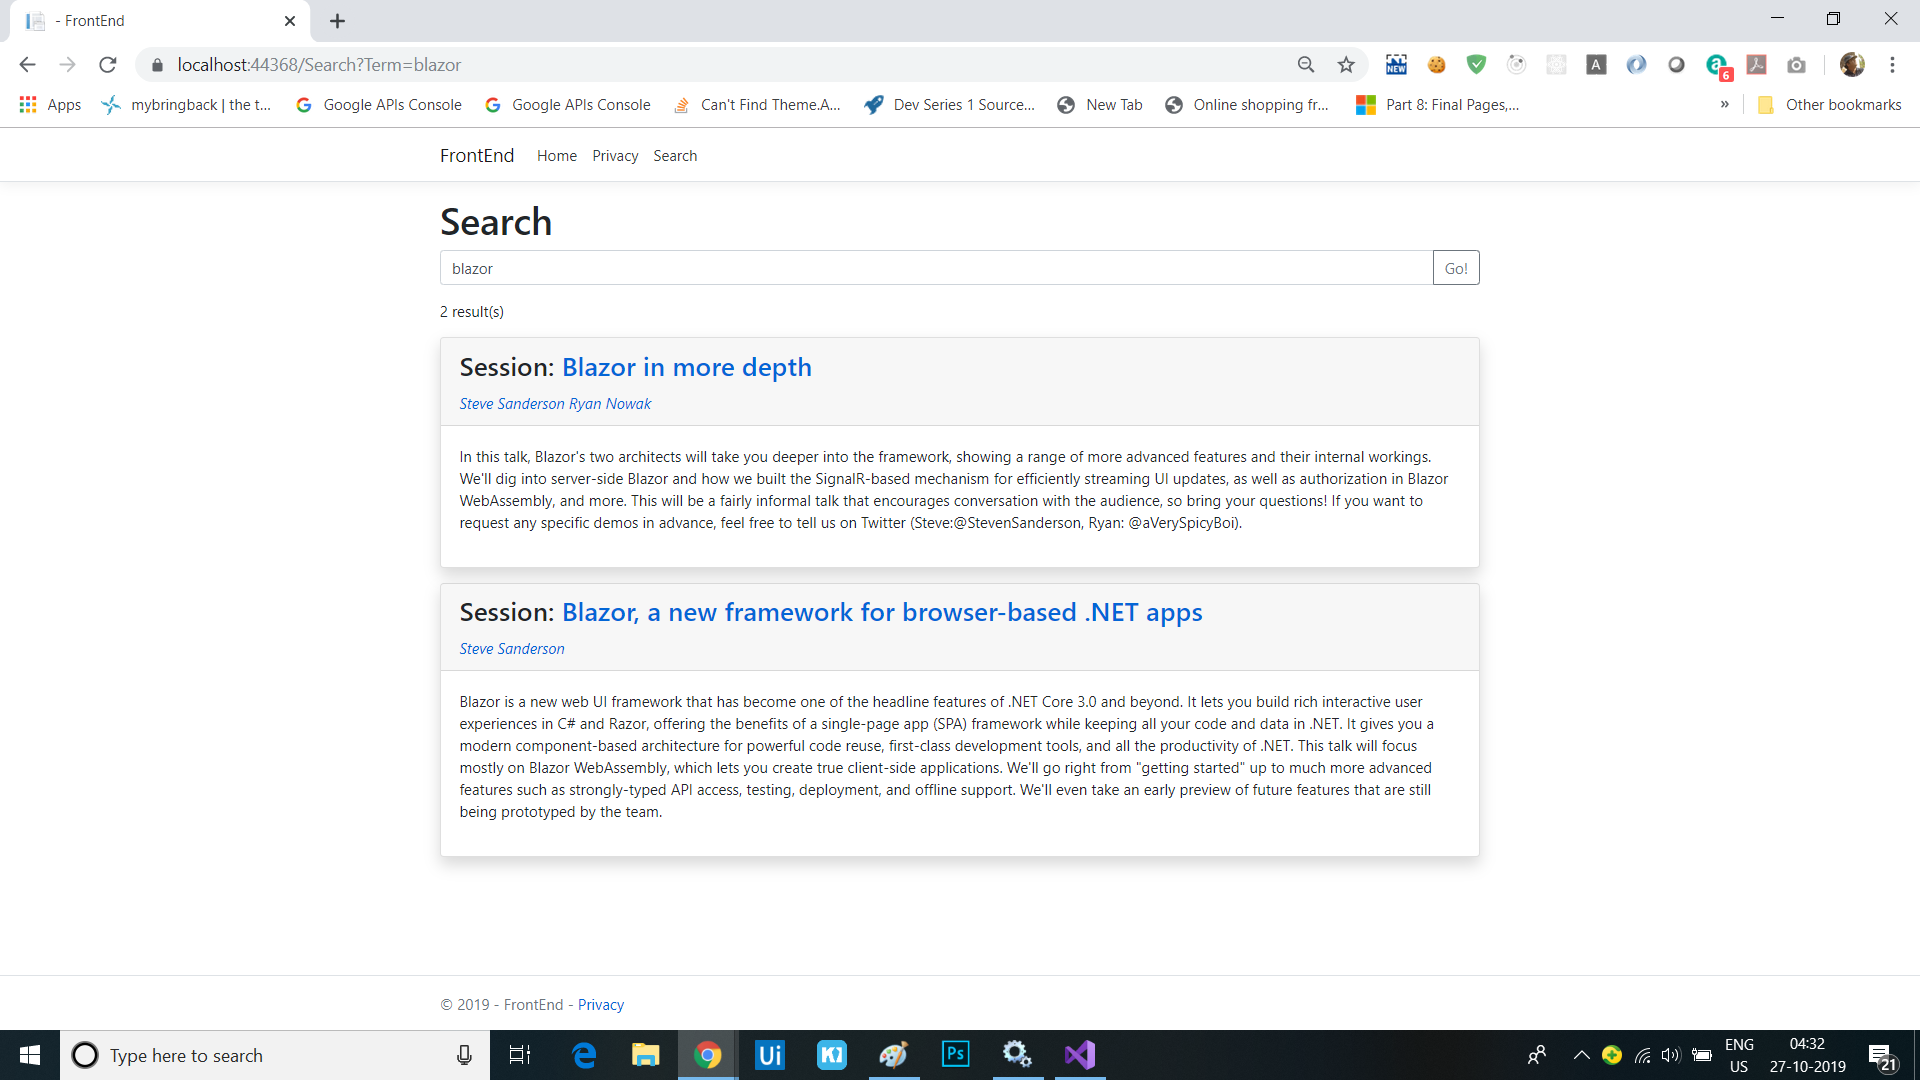 - FrontEnd
localhost:44368/Search?Term=blazor
NEW
A
a
6
Apps
mybringback | the t...
Google APIs Console
Google APIs Console
Can't Find Theme.A...
Dev Series 1 Source...
New Tab
Online shopping fr...
Part 8: Final Pages,...
»
Other bookmarks
FrontEnd Home Privacy Search
Search
blazor
Go!
2 result(s)
Session: Blazor in more depth
Steve Sanderson Ryan Nowak
In this talk, Blazor's two architects will take you deeper into the framework, showing a range of more advanced features and their internal workings.
We'll dig into server-side Blazor and how we built the SignalR-based mechanism for efficiently streaming UI updates, as well as authorization in Blazor
WebAssembly, and more. This will be a fairly informal talk that encourages conversation with the audience, so bring your questions! If you want to
request any specific demos in advance, feel free to tell us on Twitter (Steve:@StevenSanderson, Ryan: @aVerySpicyBoi).
Session: Blazor, a new framework for browser-based .NET apps
Steve Sanderson
Blazor is a new web UI framework that has become one of the headline features of .NET Core 3.0 and beyond. It lets you build rich interactive user
experiences in C# and Razor, offering the benefits of a single-page app (SPA) framework while keeping all your code and data in .NET. It gives you a
modern component-based architecture for powerful code reuse, first-class development tools, and all the productivity of .NET. This talk will focus
mostly on Blazor WebAssembly, which lets you create true client-side applications. We'll go right from "getting started" up to much more advanced
features such as strongly-typed API access, testing, deployment, and offline support. We'll even take an early preview of future features that are still
being prototyped by the team.
© 2019 - FrontEnd - Privacy
Type here to search
Ui
K
Ps
ENG
US
04:32
27-10-2019
21